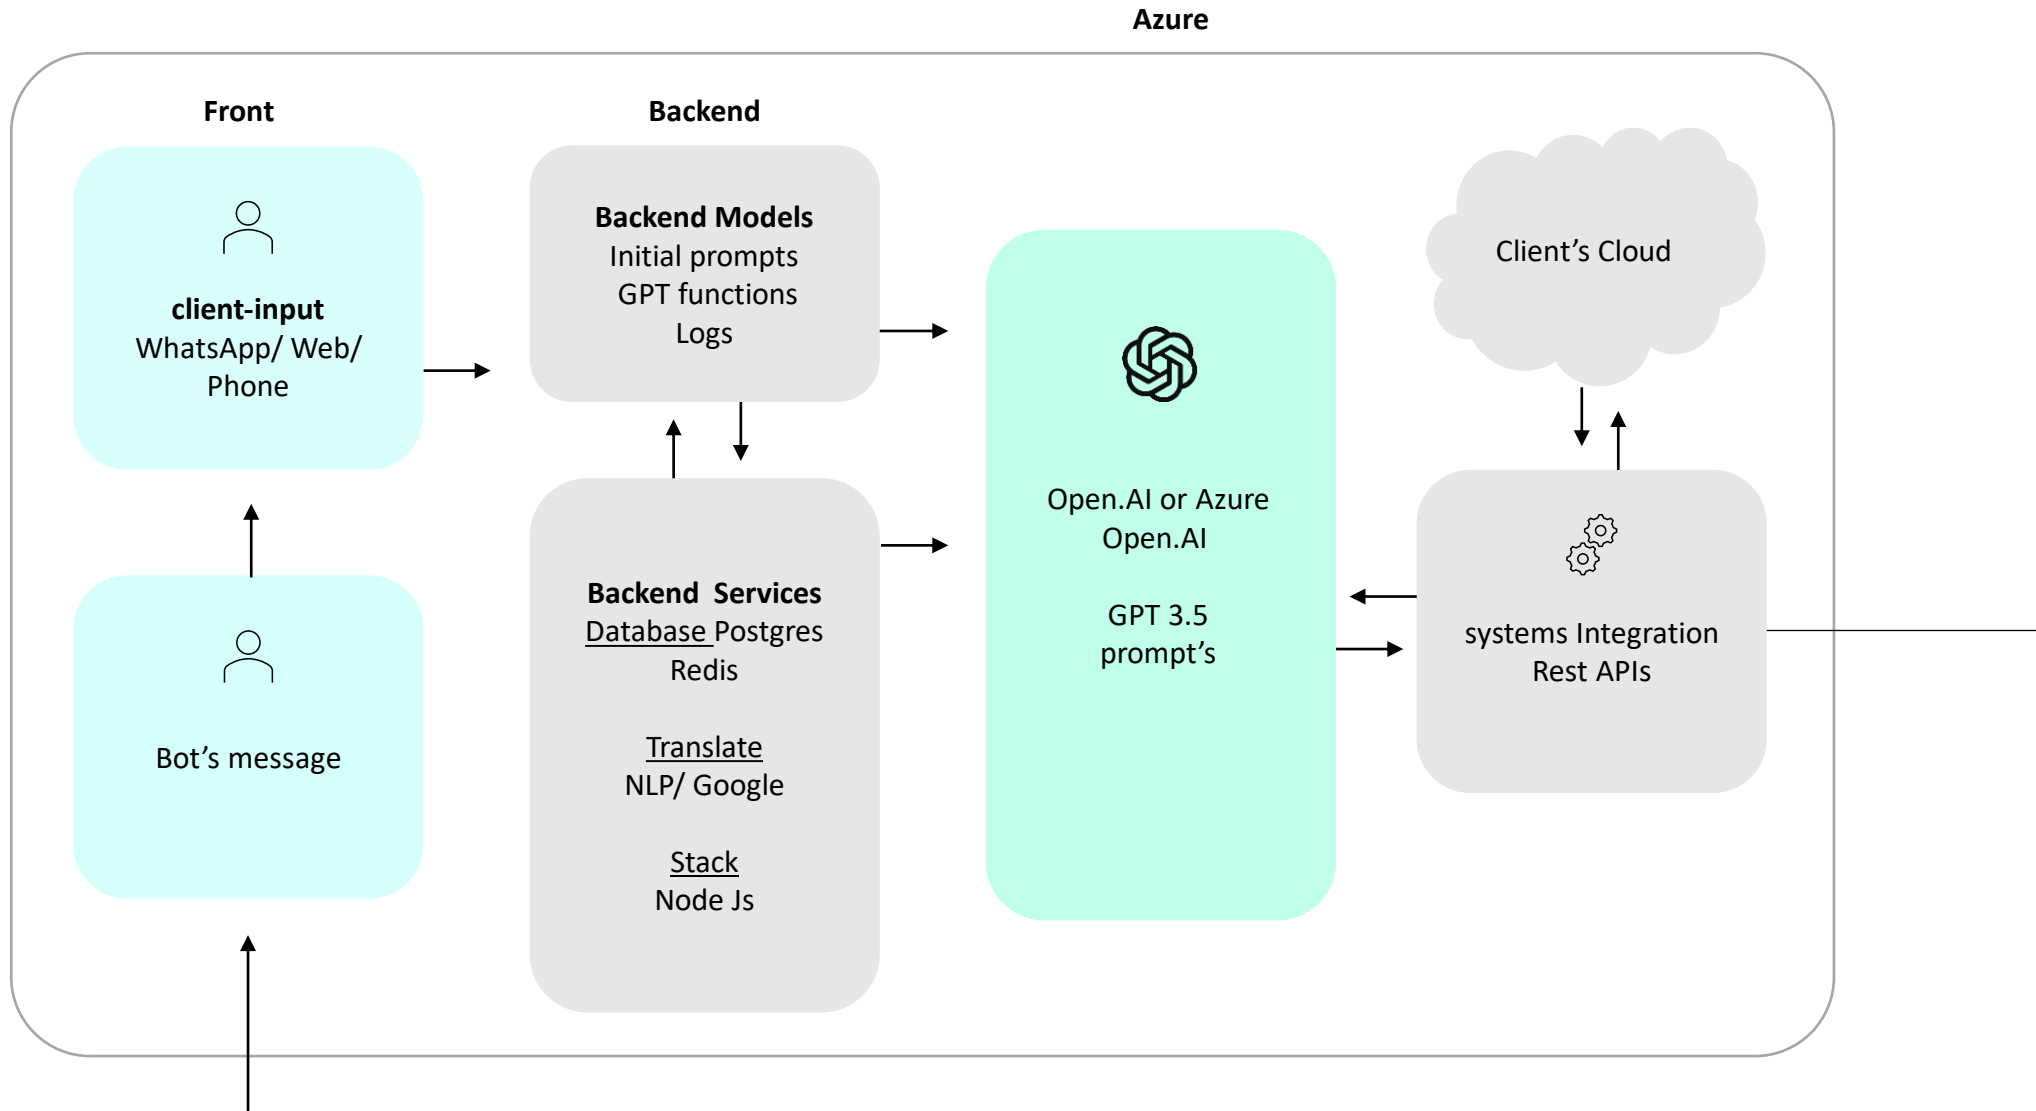 Azure
Front
Backend
client-input
WhatsApp/ Web/
Phone
Bot’s message
Backend Models
Initial prompts
GPT functions
Logs
Backend  Services
Database Postgres
Redis
Translate
NLP/ Google
Stack
Node Js
Open.AI or Azure
Open.AI
GPT 3.5
prompt’s
Client’s Cloud
systems Integration
Rest APIs